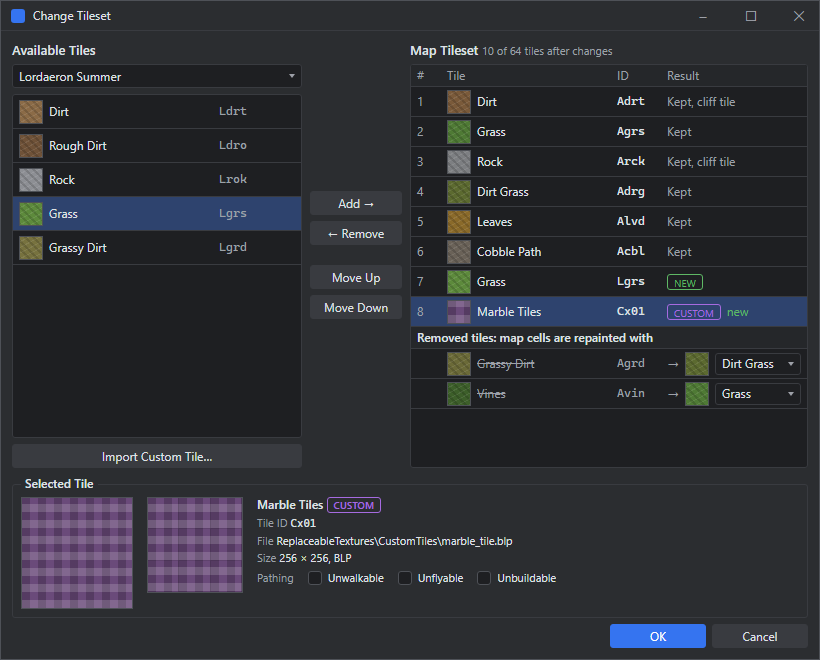 Change Tileset
Available Tiles
Lordaeron Summer
Dirt Ldrt
Rough Dirt Ldro
Rock Lrok
Grass Lgrs
Grassy Dirt Lgrd
Import Custom Tile...
Add →
← Remove
Move Up
Move Down
Map Tileset 10 of 64 tiles after changes
# Tile ID Result
1 Dirt Adrt Kept, cliff tile
2 Grass Agrs Kept
3 Rock Arck Kept, cliff tile
4 Dirt Grass Adrg Kept
5 Leaves Alvd Kept
6 Cobble Path Acbl Kept
7 Grass Lgrs NEW
8 Marble Tiles Cx01 CUSTOM new
Removed tiles: map cells are repainted with
Grassy Dirt Agrd → Dirt Grass
Vines Avin → Grass
Selected Tile
Marble Tiles CUSTOM
Tile ID Cx01
File ReplaceableTextures\CustomTiles\marble_tile.blp
Size 256 × 256, BLP
Pathing Unwalkable Unflyable Unbuildable
OK Cancel